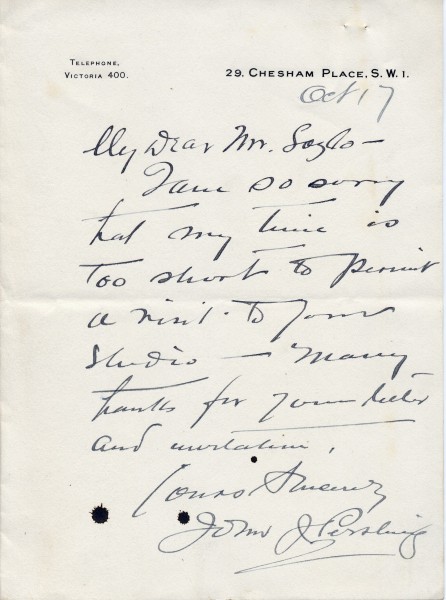 TELEPHONE,
VICTORIA 400.
29. CHESHAM PLACE, S.W.1.
Oct 17
My Dear Mr.
I am so sorry
that my time is
too short to permit
a visit to your
studio — Many
thanks for your letter
and invitation.
Yours Sincerely
John J. Pershing